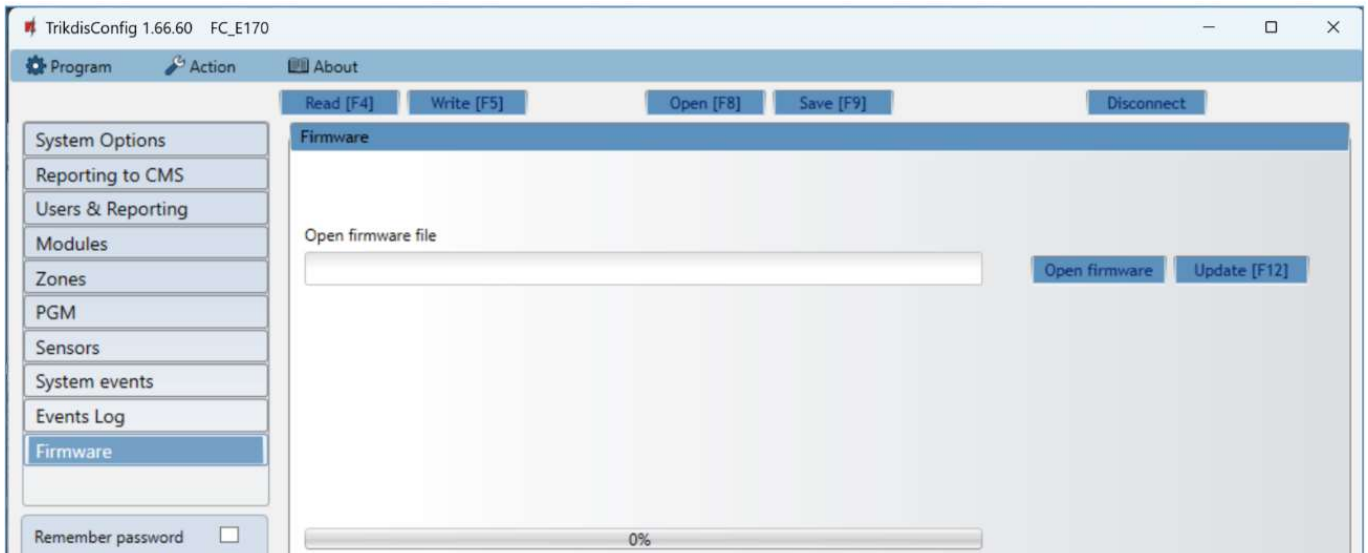 TrikdisConfig 1.66.60 FC_E170
Program Action About
Read [F4] Write [F5] Open [F8] Save [F9] Disconnect
System Options
Reporting to CMS
Users & Reporting
Modules
Zones
PGM
Sensors
System events
Events Log
Firmware
Remember password
Firmware
Open firmware file
Open firmware Update [F12]
0%